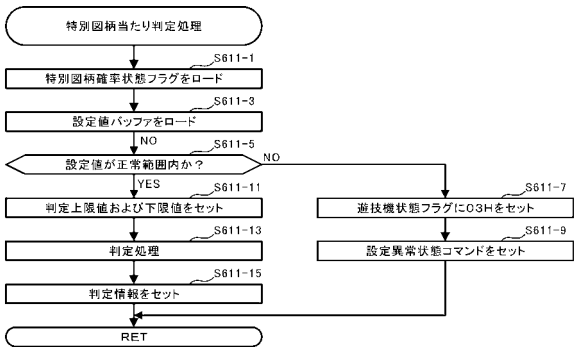 特別図柄当たり判定処理
S611-1
特別図柄確率状態フラグをロード
S611-3
設定値バッファをロード
NO
S611-5
設定値が正常範囲内か?
NO
YES
S611-11
判定上限値および下限値をセット
S611-7
遊技機状態フラグに03Hをセット
S611-13
判定処理
S611-9
設定異常状態コマンドをセット
S611-15
判定情報をセット
RET